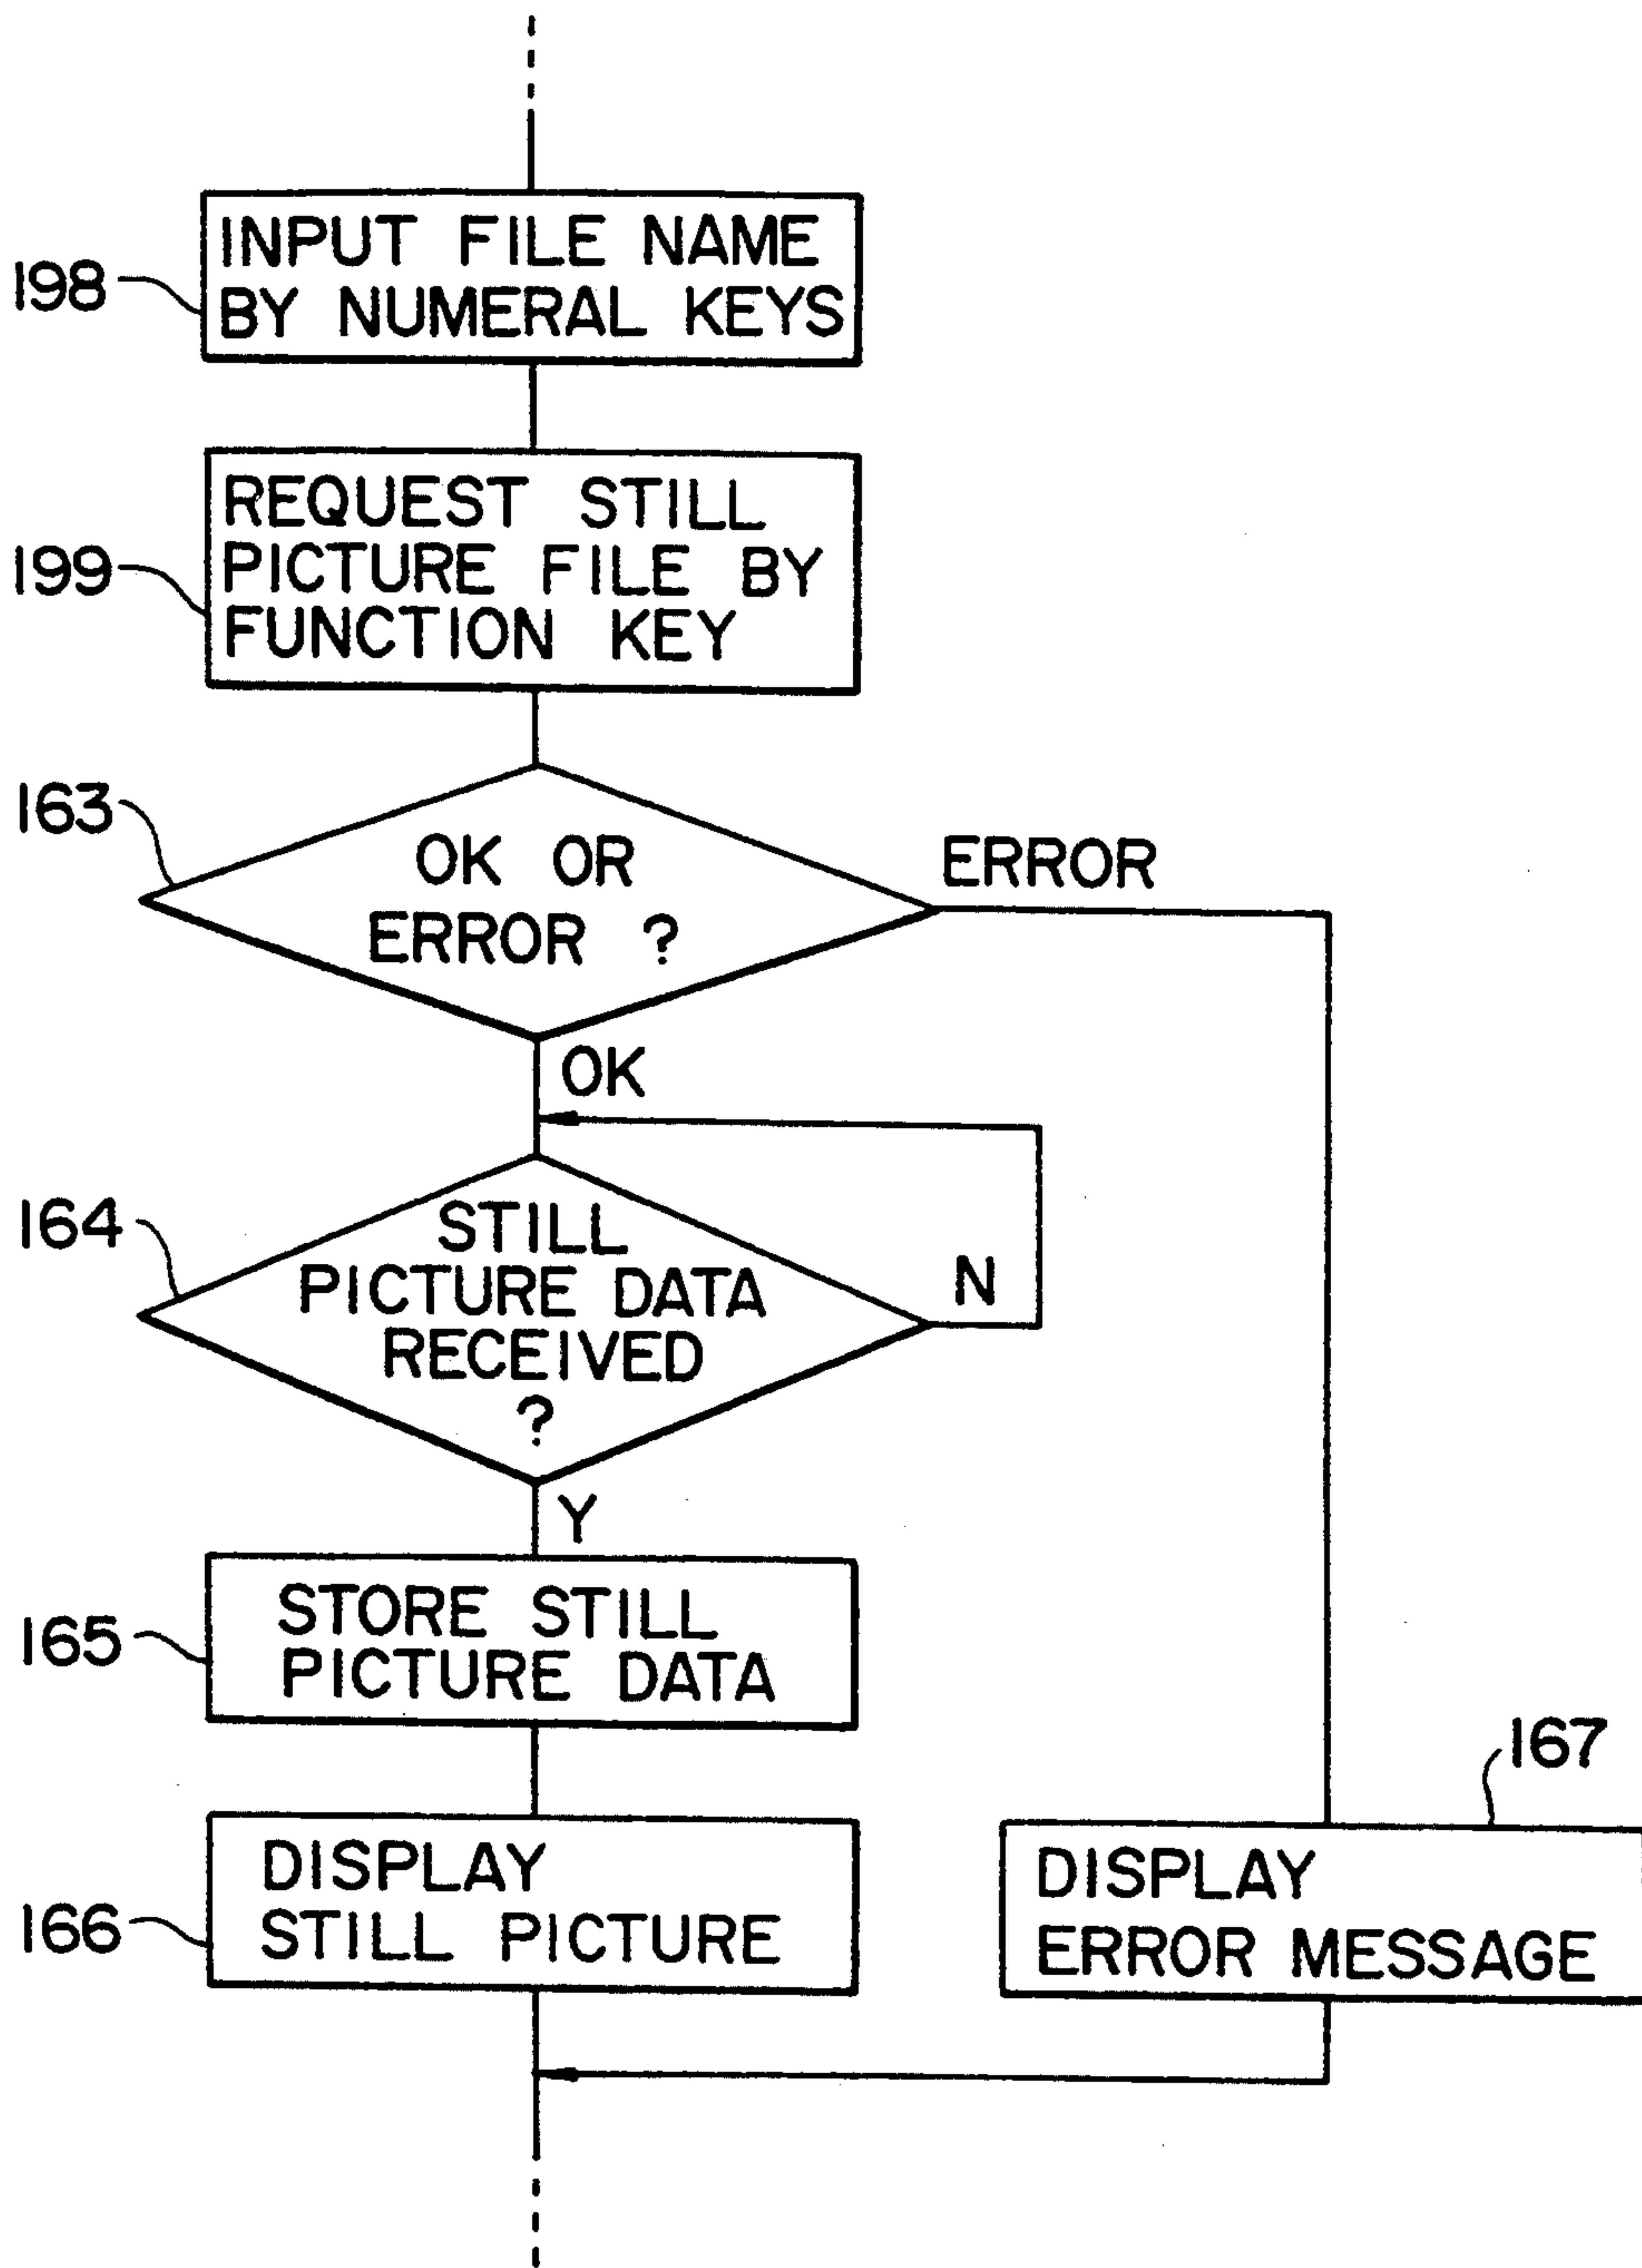 198
INPUT FILE NAME
BY NUMERAL KEYS
199
REQUEST STILL
PICTURE FILE BY
FUNCTION KEY
163
OK OR
ERROR ?
ERROR
OK
164
STILL
PICTURE DATA
RECEIVED
?
N
Y
165
STORE STILL
PICTURE DATA
166
DISPLAY
STILL PICTURE
167
DISPLAY
ERROR MESSAGE